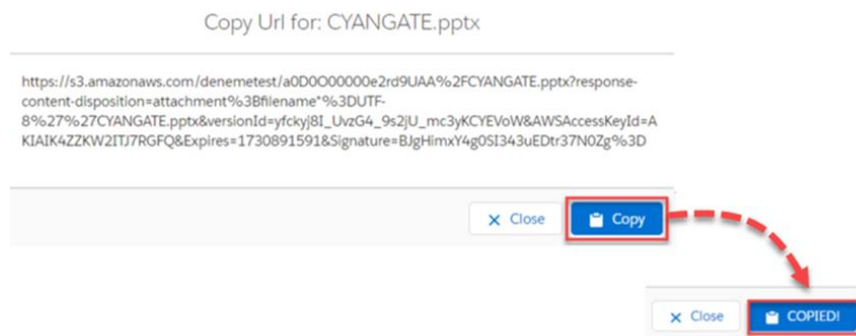 Copy Url for: CYANGATE.pptx
https://s3.amazonaws.com/denemetest/a0D0O00000e2rd9UAA%2FCYANGATE.pptx?response-
content-disposition=attachment%3Bfilename*%3DUTF-
8%27%27CYANGATE.pptx&versionId=yfckyj8I_UvzG4_9s2jU_mc3yKCYEVoW&AWSAccessKeyId=A
KIAIK4ZZKW2ITJ7RGFQ&Expires=1730891591&Signature=BJgHimxY4g0SI343uEDtr37N0Zg%3D
Close Copy
Close COPIED!